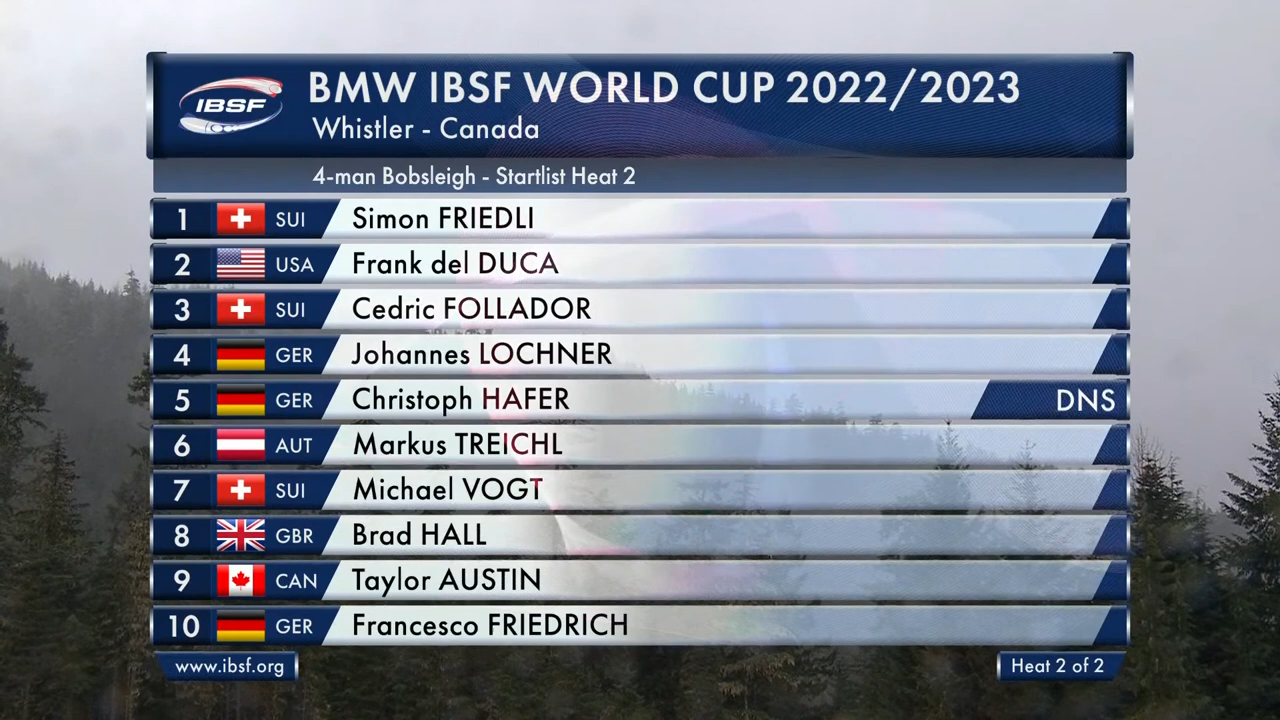 IBSF
BMW IBSF WORLD CUP 2022/2023
Whistler - Canada
4-man Bobsleigh - Startlist Heat 2
1 SUI Simon FRIEDLI
2 USA Frank del DUCA
3 SUI Cedric FOLLADOR
4 GER Johannes LOCHNER
5 GER Christoph HAFER DNS
6 AUT Markus TREICHL
7 SUI Michael VOGT
8 GBR Brad HALL
9 CAN Taylor AUSTIN
10 GER Francesco FRIEDRICH
www.ibsf.org Heat 2 of 2